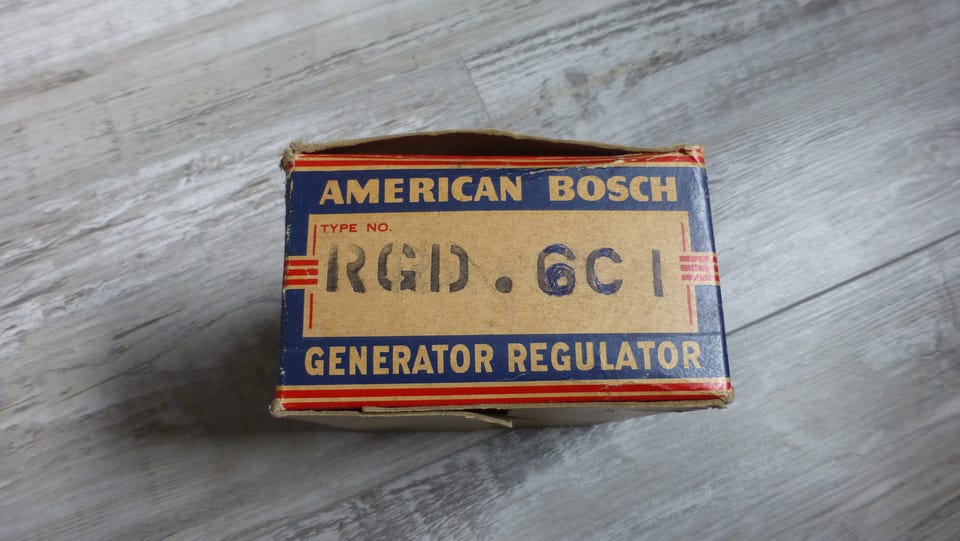 AMERICAN BOSCH
TYPE NO.
RGD.6C1
GENERATOR REGULATOR